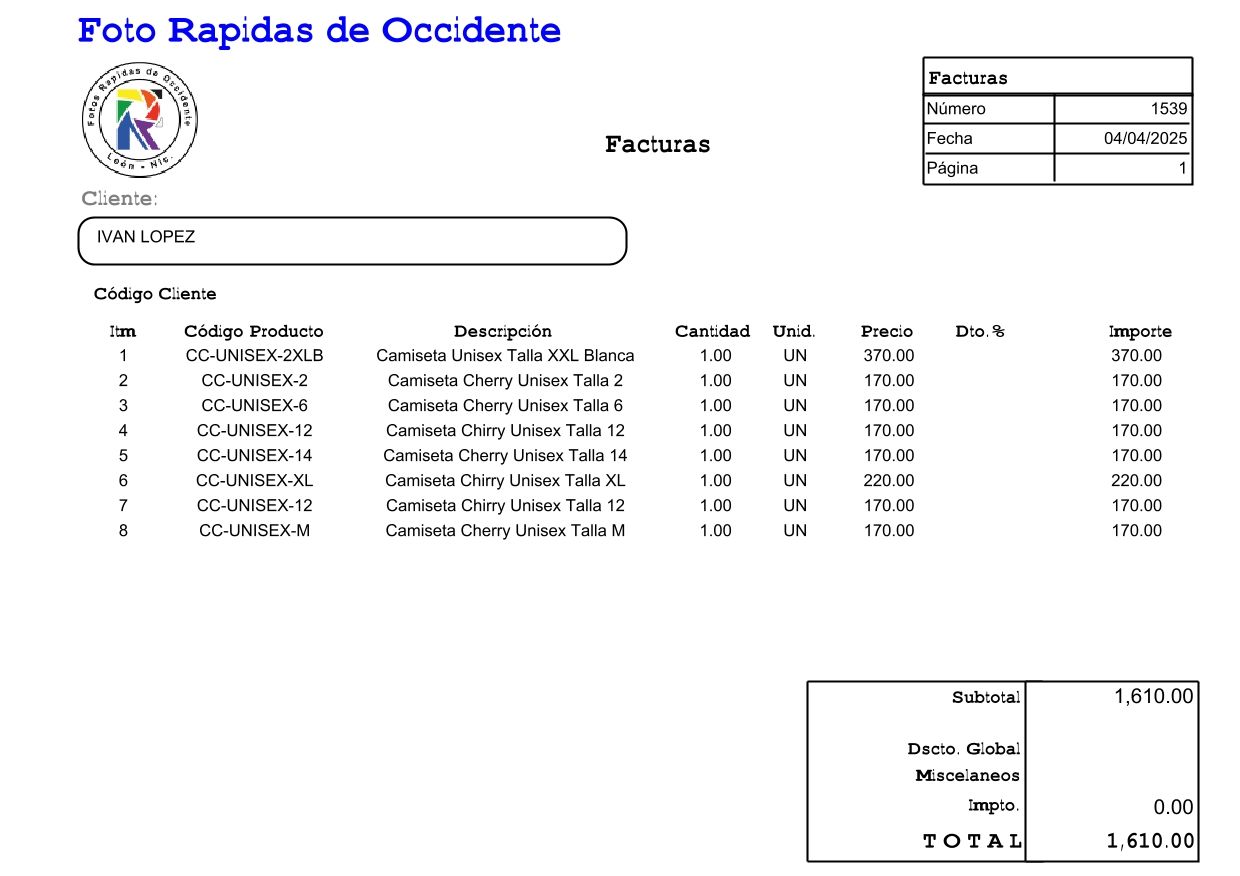 Foto Rapidas de Occidente
Fotos Rapidas de Occidente
León - Nic.
Facturas
Facturas
Número 1539
Fecha 04/04/2025
Página 1
Cliente:
IVAN LOPEZ
Código Cliente
Itm Código Producto Descripción Cantidad Unid. Precio Dto.% Importe
1 CC-UNISEX-2XLB Camiseta Unisex Talla XXL Blanca 1.00 UN 370.00 370.00
2 CC-UNISEX-2 Camiseta Cherry Unisex Talla 2 1.00 UN 170.00 170.00
3 CC-UNISEX-6 Camiseta Cherry Unisex Talla 6 1.00 UN 170.00 170.00
4 CC-UNISEX-12 Camiseta Chirry Unisex Talla 12 1.00 UN 170.00 170.00
5 CC-UNISEX-14 Camiseta Cherry Unisex Talla 14 1.00 UN 170.00 170.00
6 CC-UNISEX-XL Camiseta Chirry Unisex Talla XL 1.00 UN 220.00 220.00
7 CC-UNISEX-12 Camiseta Chirry Unisex Talla 12 1.00 UN 170.00 170.00
8 CC-UNISEX-M Camiseta Cherry Unisex Talla M 1.00 UN 170.00 170.00
Subtotal 1,610.00
Dscto. Global
Miscelaneos
Impto. 0.00
TOTAL 1,610.00